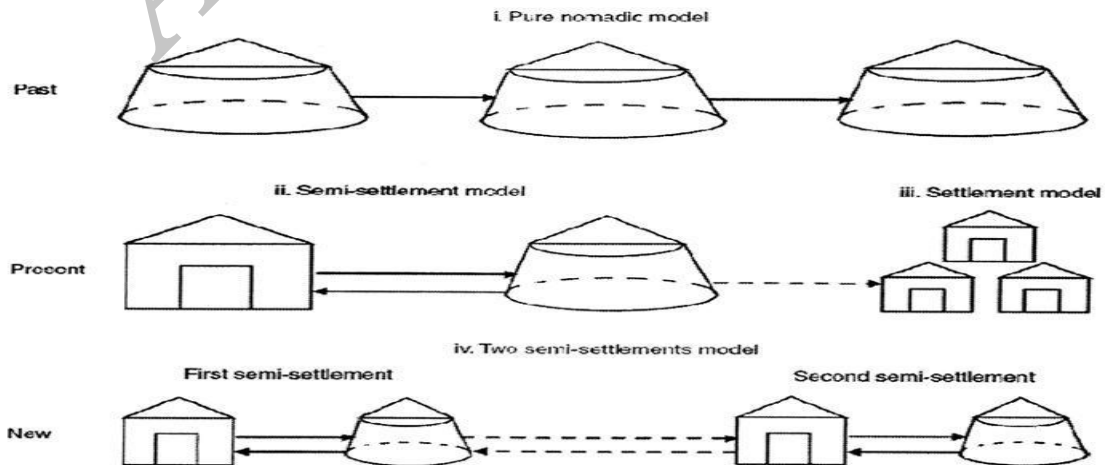 i. Pure nomadic model
Past
ii. Semi-settlement model
iii. Settlement model
Present
iv. Two semi-settlements model
First semi-settlement
Second semi-settlement
New